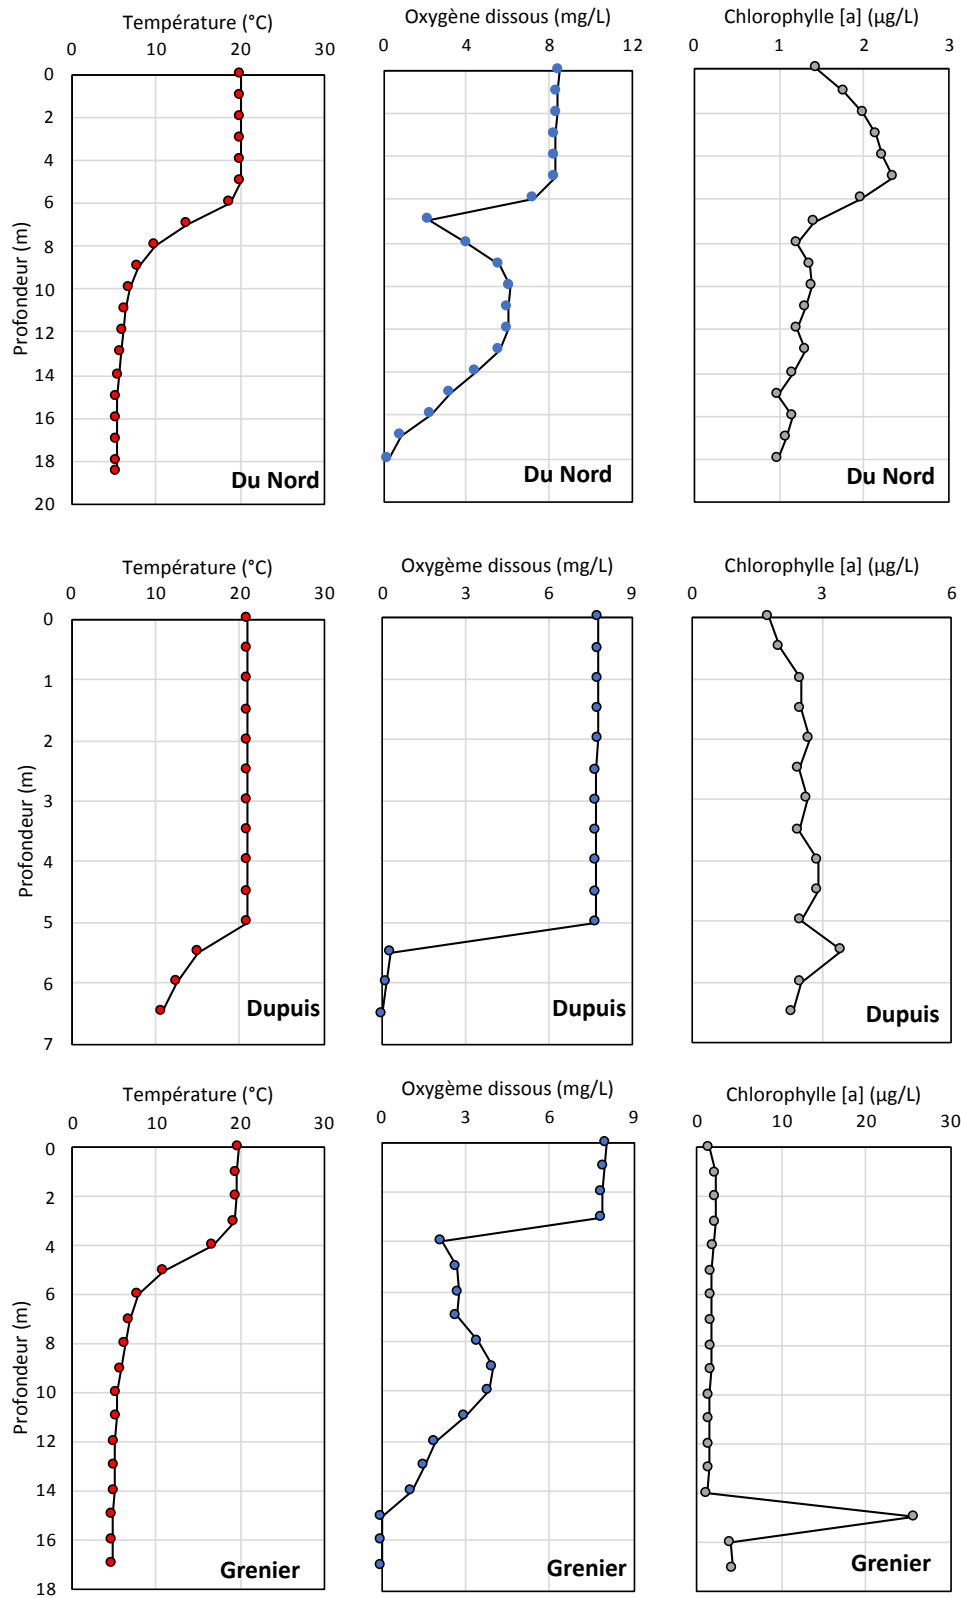 Température (°C) Oxygène dissous (mg/L) Chlorophylle [a] (µg/L)
0 10 20 30 0 4 8 12 0 1 2 3
0
2
4
6
8
10
12
14
16
18
20
Profondeur (m)
Du Nord Du Nord Du Nord
Température (°C) Oxygème dissous (mg/L) Chlorophylle [a] (µg/L)
0 10 20 30 0 3 6 9 0 3 6
0
1
2
3
4
5
6
7
Profondeur (m)
Dupuis Dupuis Dupuis
Température (°C) Oxygème dissous (mg/L) Chlorophylle [a] (µg/L)
0 10 20 30 0 3 6 9 0 10 20 30
0
2
4
6
8
10
12
14
16
18
Profondeur (m)
Grenier Grenier Grenier